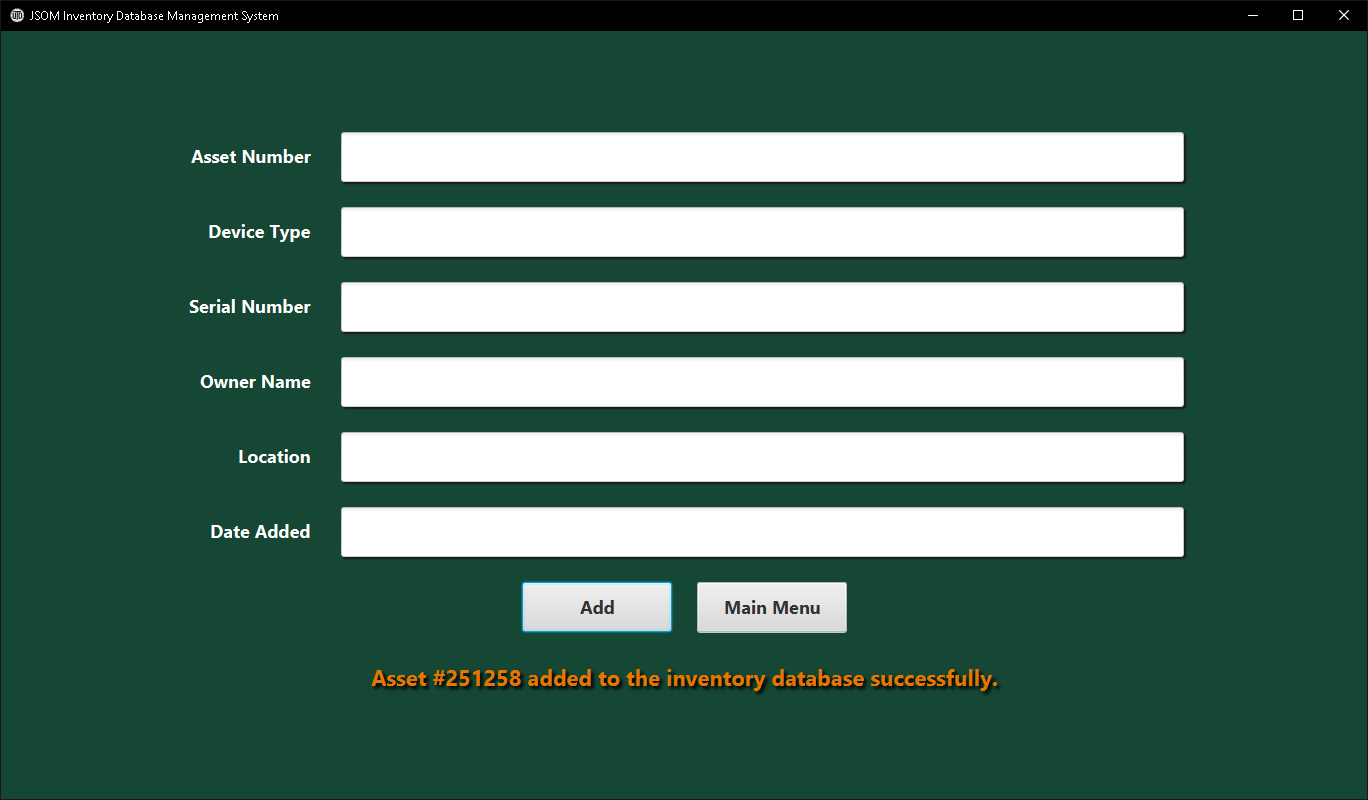 JSOM Inventory Database Management System
Asset Number
Device Type
Serial Number
Owner Name
Location
Date Added
Add Main Menu
Asset #251258 added to the inventory database successfully.